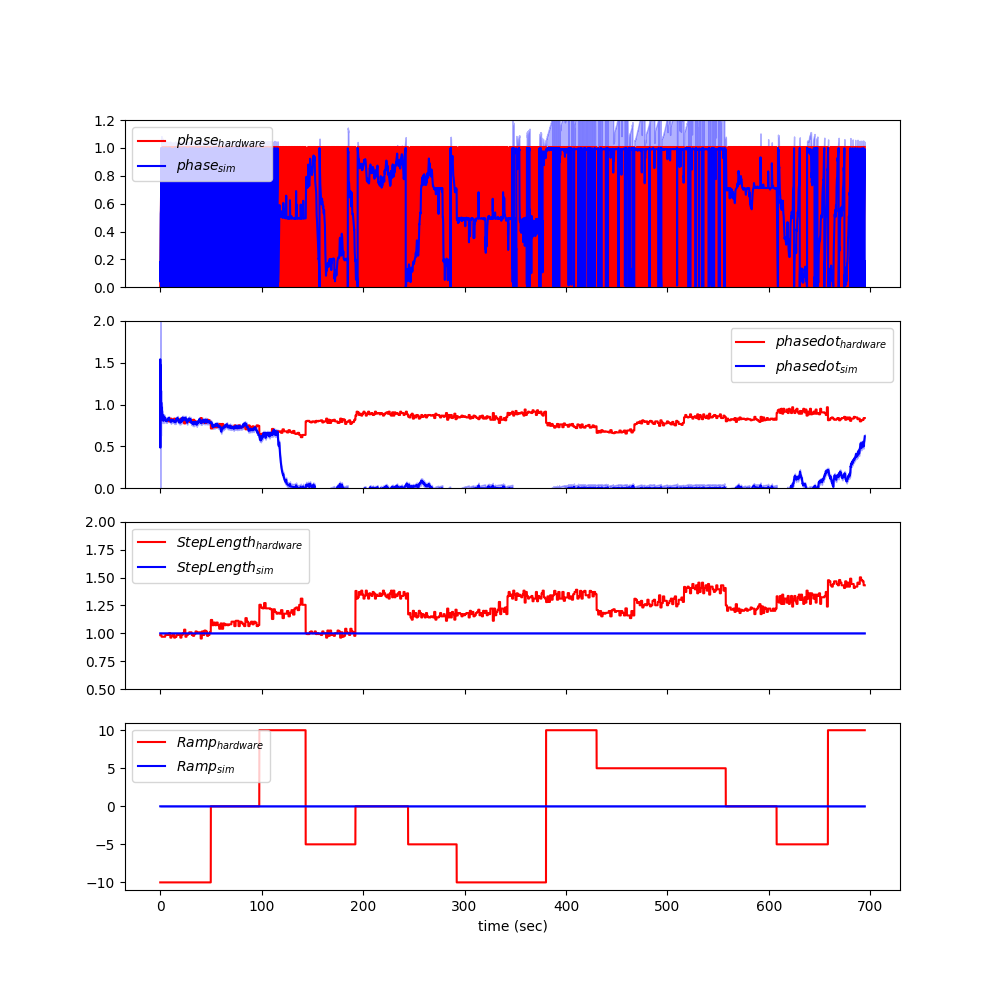 1.2
1.0
0.8
0.6
0.4
0.2
0.0
phase_hardware
phase_sim
2.0
1.5
1.0
0.5
0.0
phasedot_hardware
phasedot_sim
2.00
1.75
1.50
1.25
1.00
0.75
0.50
StepLength_hardware
StepLength_sim
10
5
0
−5
−10
Ramp_hardware
Ramp_sim
0 100 200 300 400 500 600 700
time (sec)